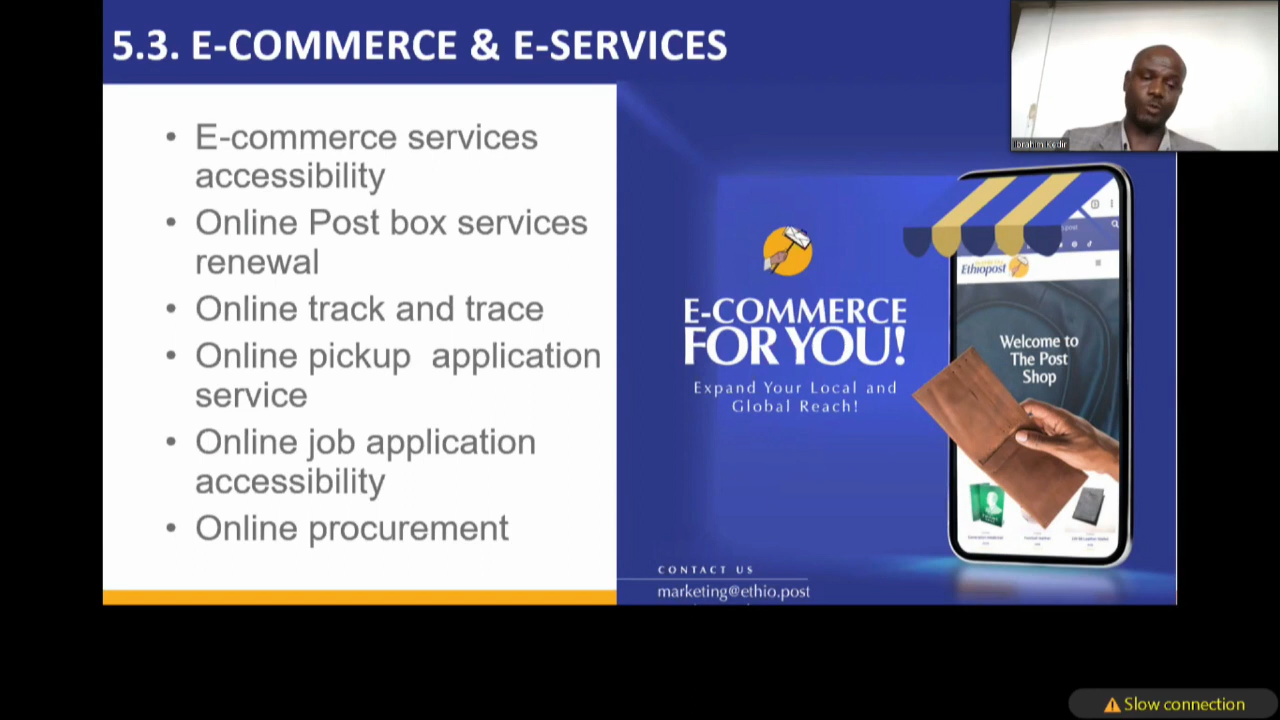 5.3. E-COMMERCE & E-SERVICES
Ibrahim Kedir
• E-commerce services
accessibility
• Online Post box services
renewal
• Online track and trace
• Online pickup  application
service
• Online job application
accessibility
• Online procurement
E-COMMERCE
FOR YOU!
Expand Your Local and
Global Reach!
Ethiopost
Welcome to
The Post
Shop
CONTACT US
marketing@ethio.post
Slow connection